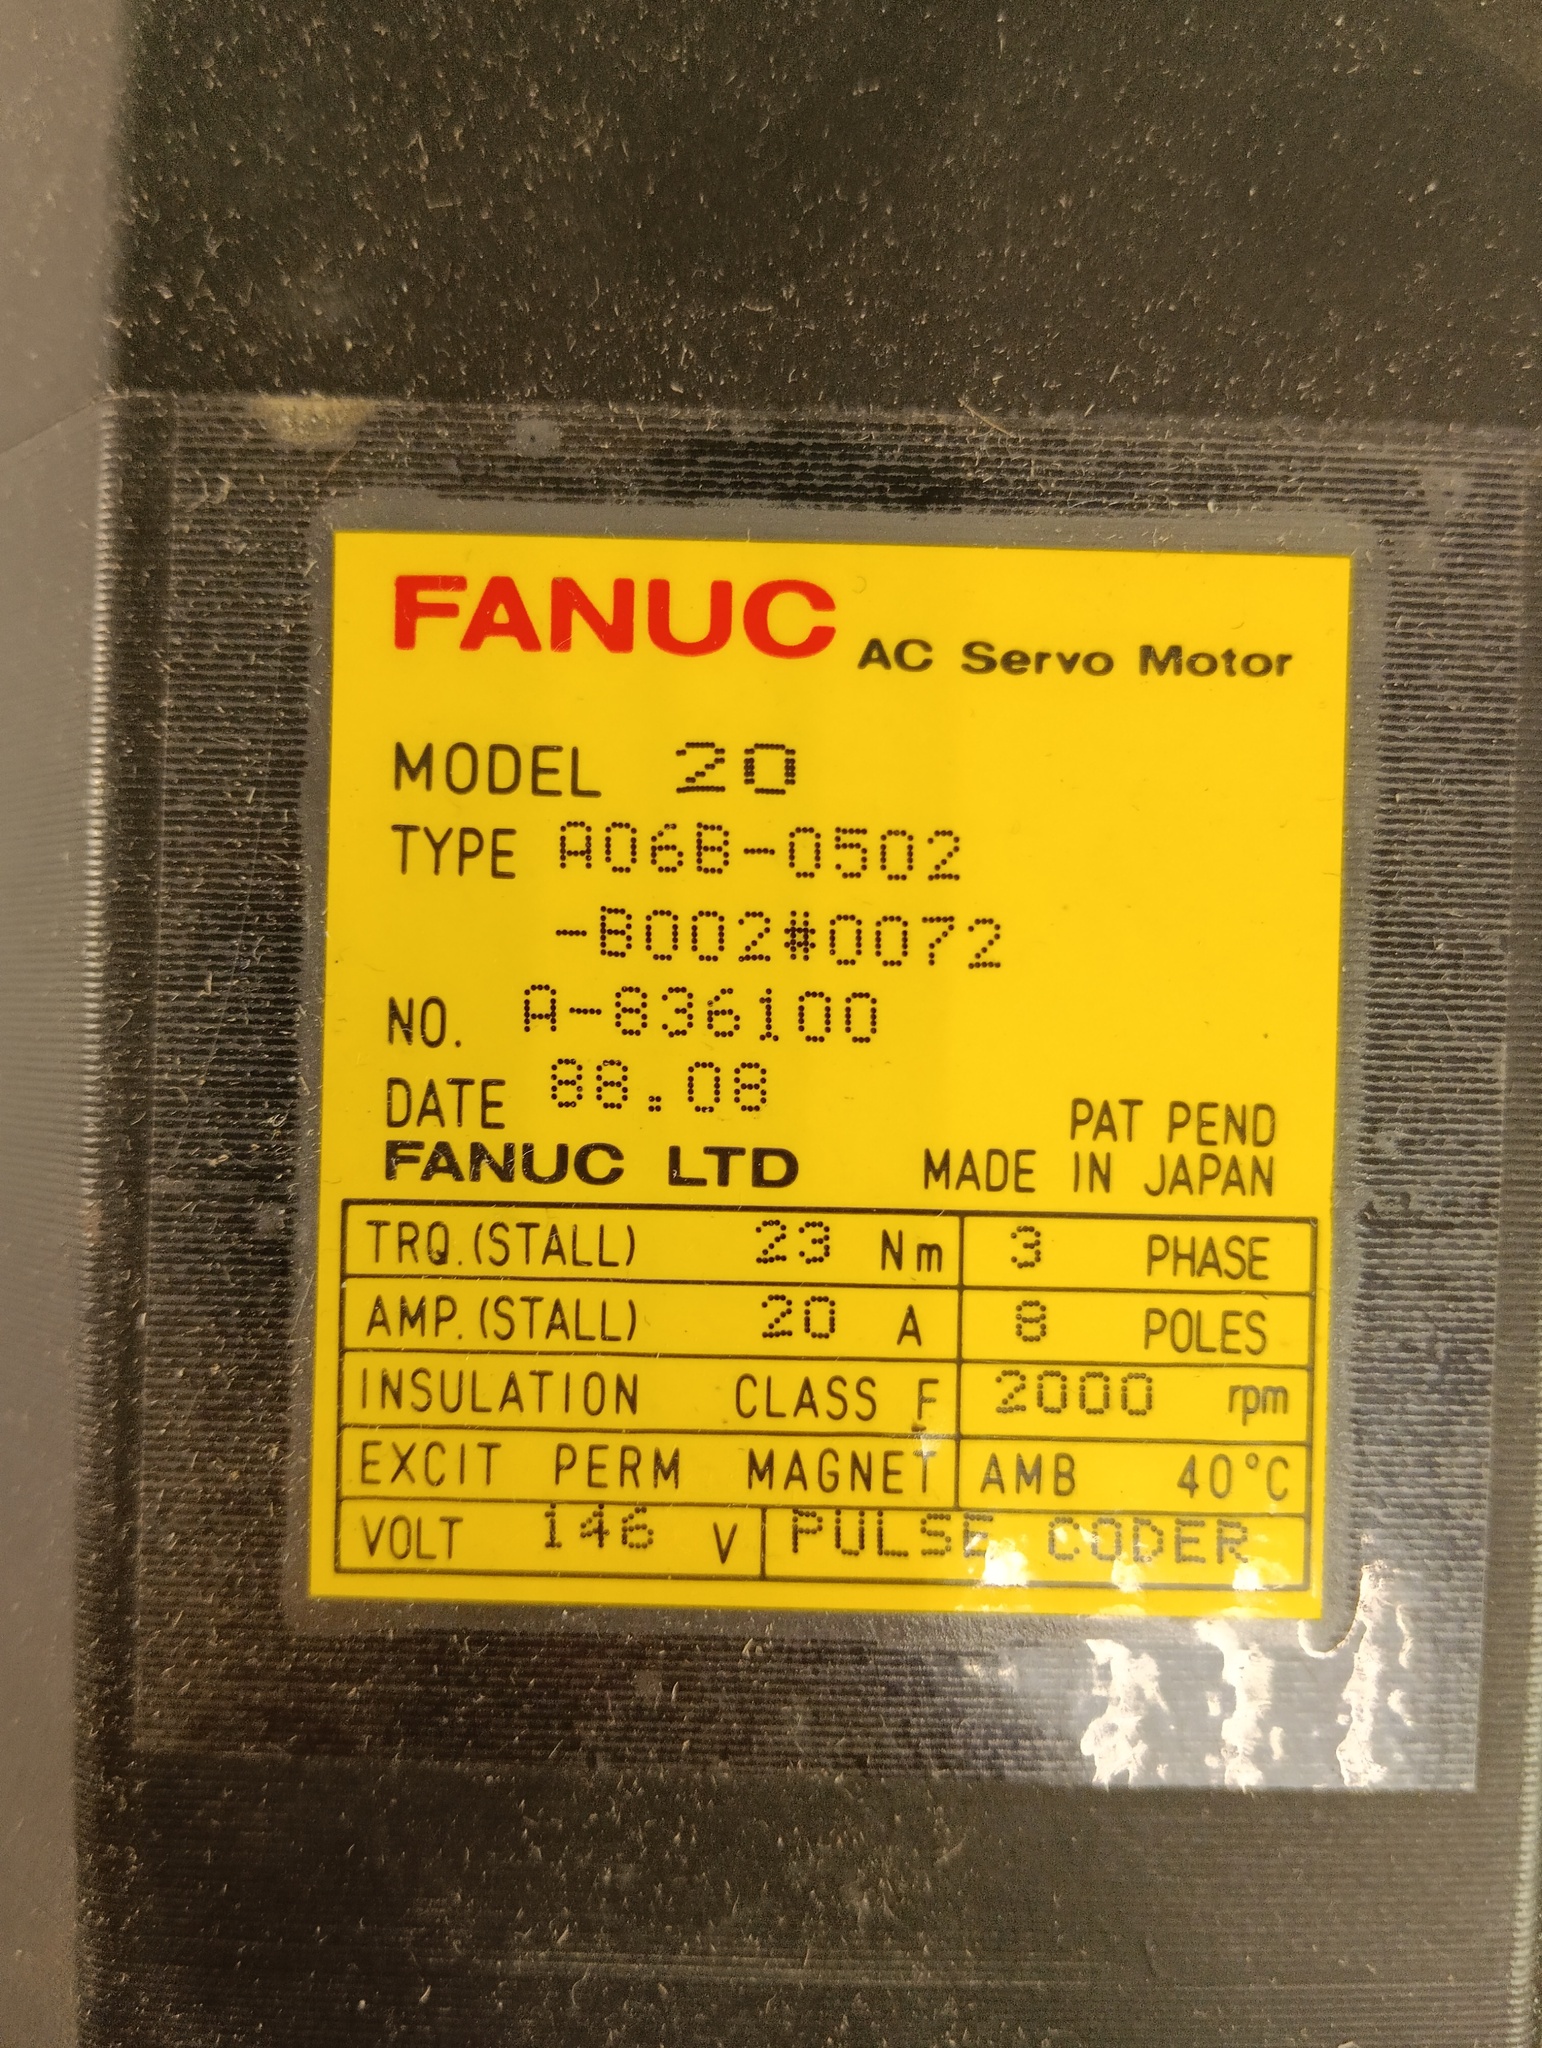 FANUC AC Servo Motor
MODEL 20
TYPE A06B-0502
-B002#0072
NO. A-836100
DATE 88.08
PAT PEND
FANUC LTD MADE IN JAPAN
TRQ.(STALL) 23 Nm 3 PHASE
AMP.(STALL) 20 A 8 POLES
INSULATION CLASS F 2000 rpm
EXCIT PERM MAGNET AMB 40°C
VOLT 146 V PULSE CODER